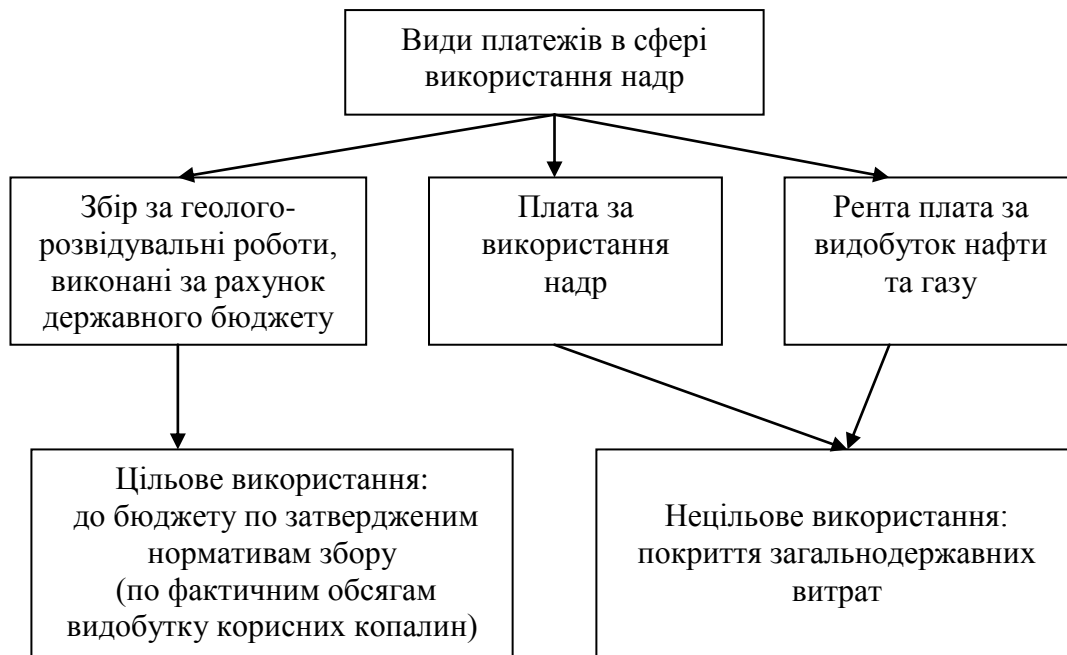 Види платежів в сфері
використання надр
Збір за геолого-
розвідувальні роботи,
виконані за рахунок
державного бюджету
Плата за
використання
надр
Рента плата за
видобуток нафти
та газу
Цільове використання:
до бюджету по затвердженим
нормативам збору
(по фактичним обсягам
видобутку корисних копалин)
Нецільове використання:
покриття загальнодержавних
витрат